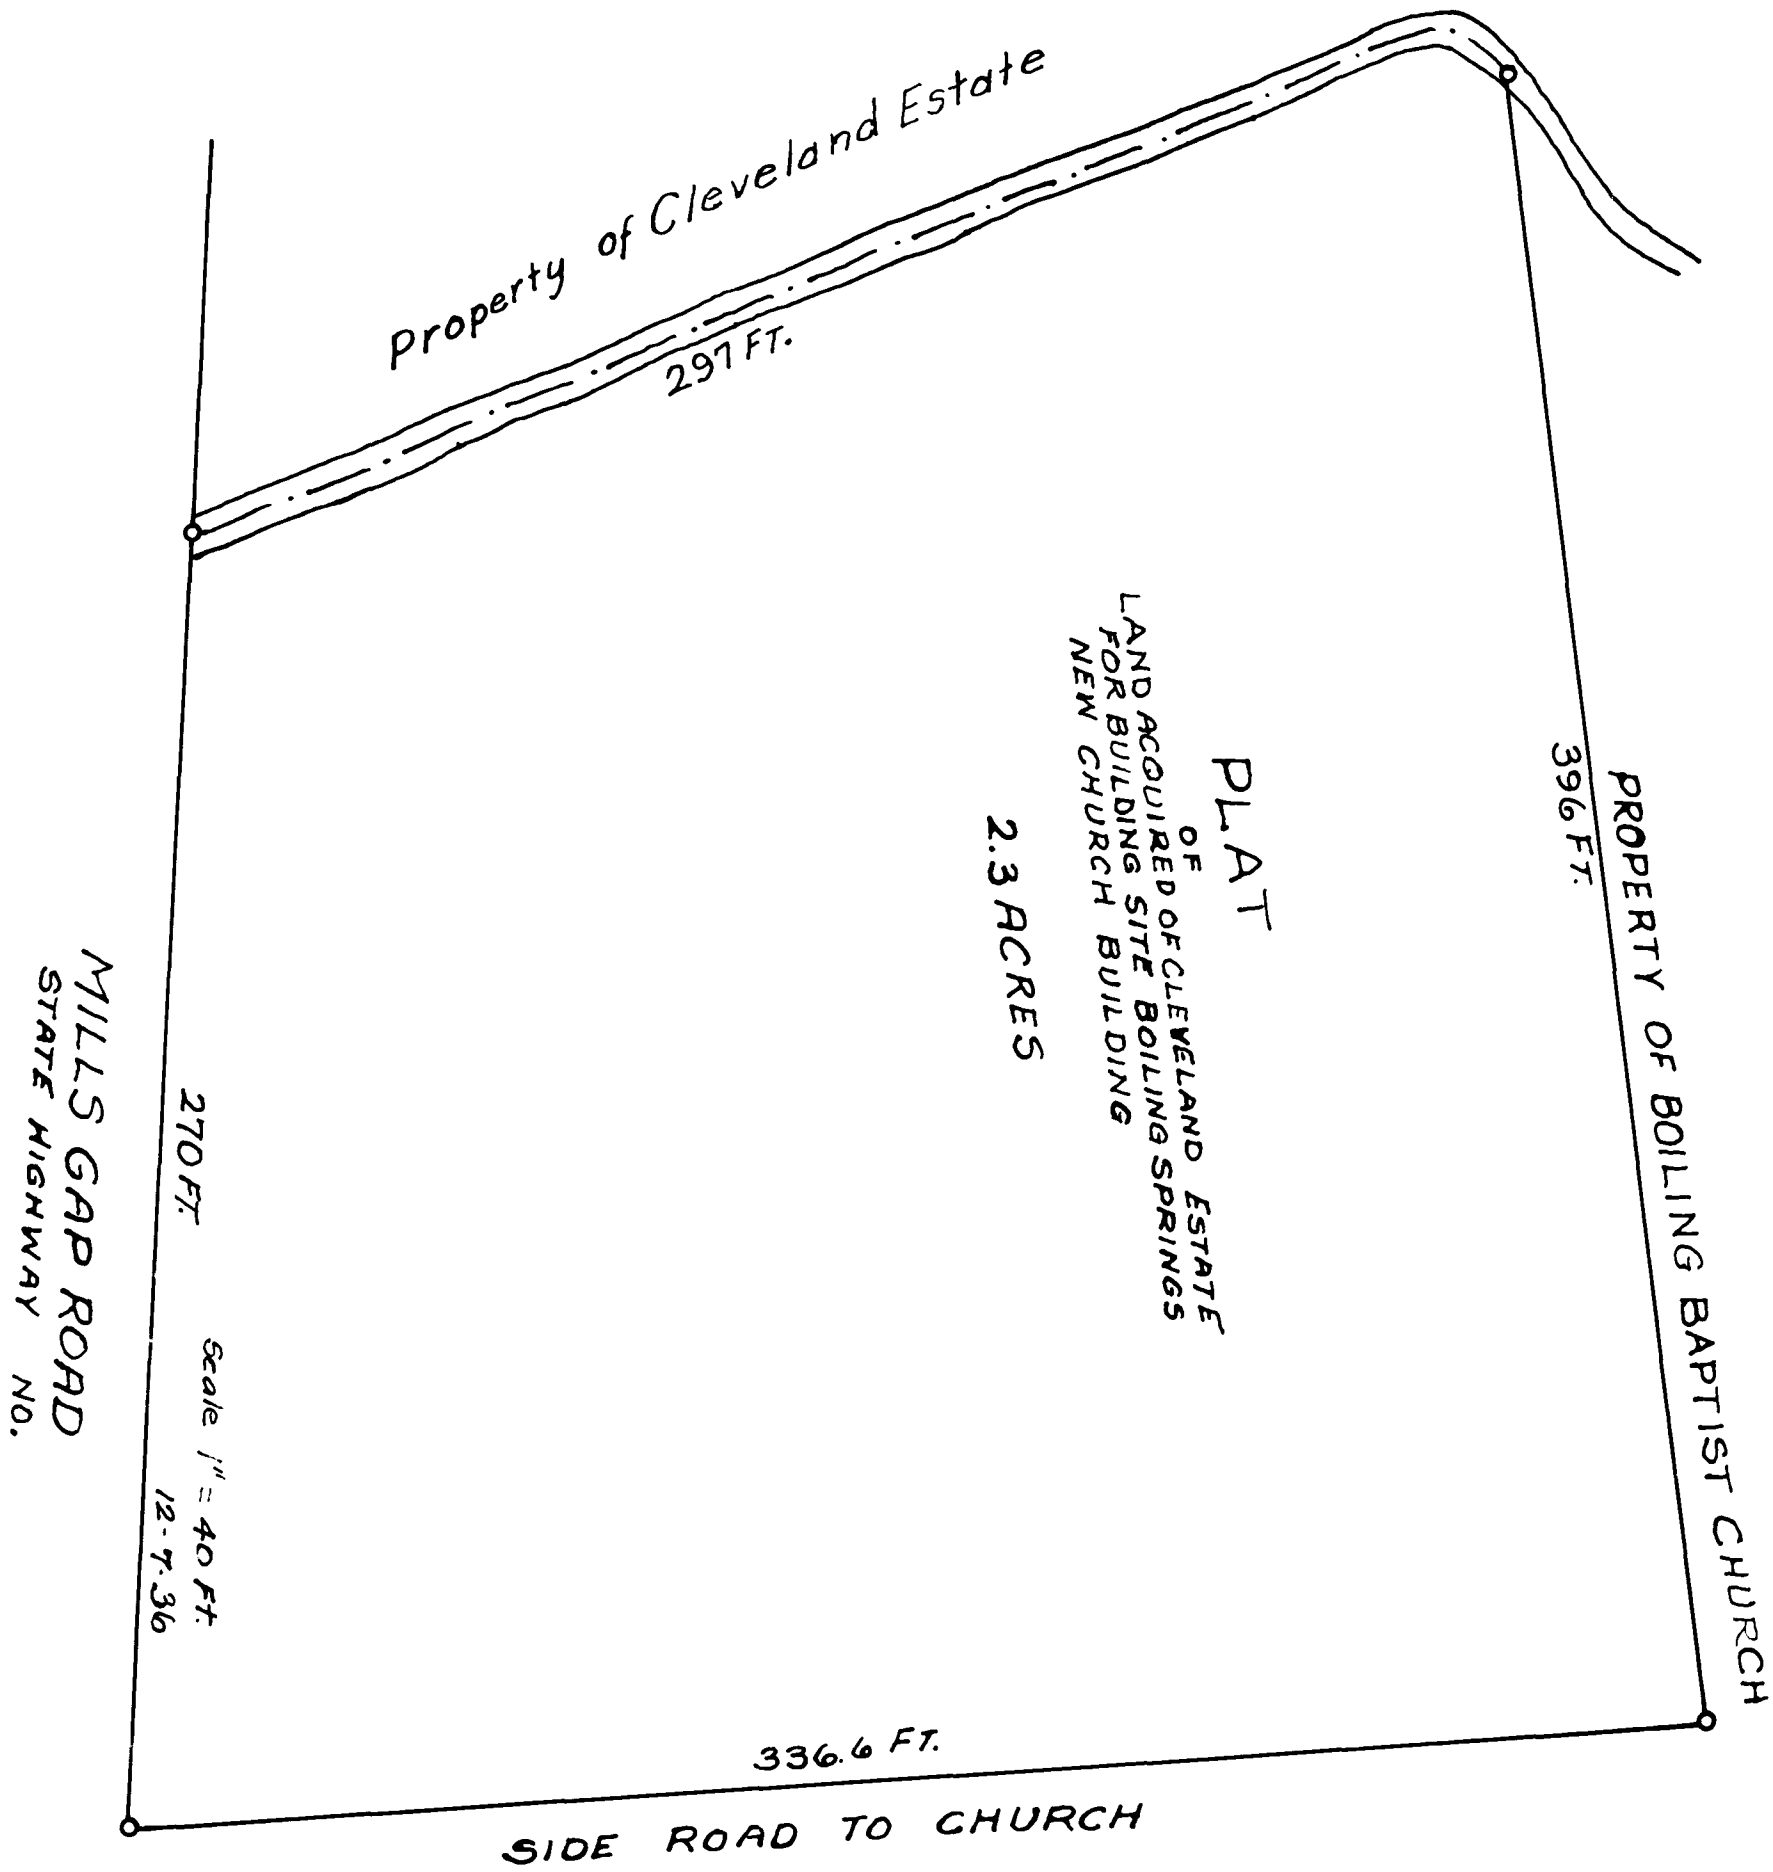 Property of Cleveland Estate
297 FT.
PLAT
OF
LAND ACQUIRED OF CLEVELAND ESTATE
FOR BUILDING SITE BOILING SPRINGS
NEW CHURCH BUILDING
2.3 ACRES
396 FT.
PROPERTY OF BOILING BAPTIST CHURCH
270 FT.
MILLS GAP ROAD
STATE HIGHWAY NO.
Scale 1" = 40 Ft.
12-7-36
336.6 FT.
SIDE ROAD TO CHURCH